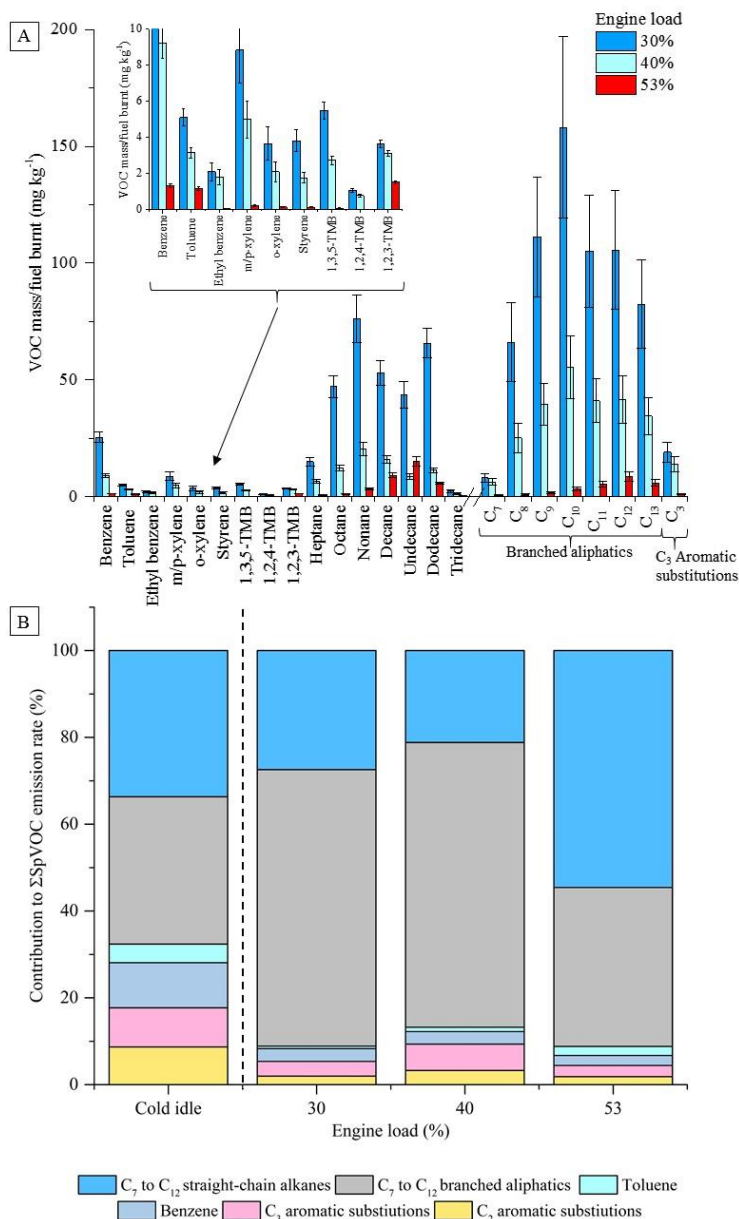 A
Engine load
30%
40%
53%
VOC mass/fuel burnt (mg kg⁻¹)
200
150
100
50
0
VOC mass/fuel burnt (mg kg⁻¹)
10
8
6
4
2
0
Benzene
Toluene
Ethyl benzene
m/p-xylene
o-xylene
Styrene
1,3,5-TMB
1,2,4-TMB
1,2,3-TMB
Benzene
Toluene
Ethyl benzene
m/p-xylene
o-xylene
Styrene
1,3,5-TMB
1,2,4-TMB
1,2,3-TMB
Heptane
Octane
Nonane
Decane
Undecane
Dodecane
Tridecane
C₇
C₈
C₉
C₁₀
C₁₁
C₁₂
C₁₃
C₃
Branched aliphatics
C₃ Aromatic
substitutions
B
Contribution to ΣSpVOC emission rate (%)
100
80
60
40
20
0
Cold idle
30
40
53
Engine load (%)
C₇ to C₁₂ straight-chain alkanes
C₇ to C₁₂ branched aliphatics
Toluene
Benzene
C₃ aromatic substiutions
C₂ aromatic substiutions